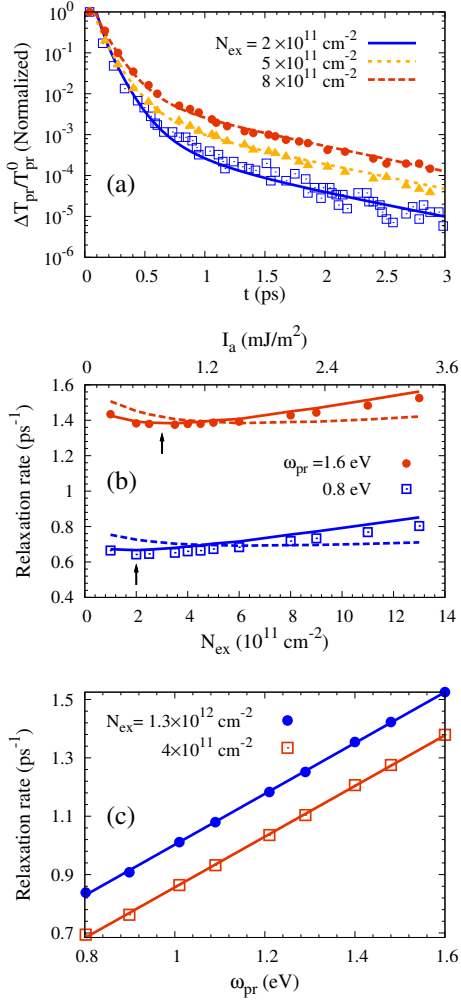 10^0
10^-1
10^-2
10^-3
10^-4
10^-5
10^-6
ΔT_pr/T_pr^0 (Normalized)
N_ex = 2×10^11 cm^-2
5×10^11 cm^-2
8×10^11 cm^-2
(a)
0 0.5 1 1.5 2 2.5 3
t (ps)
I_a (mJ/m^2)
0 1.2 2.4 3.6
1.6
1.4
1.2
1
0.8
0.6
0.4
Relaxation rate (ps^-1)
(b)
ω_pr =1.6 eV
0.8 eV
0 2 4 6 8 10 12 14
N_ex (10^11 cm^-2)
1.5
1.3
1.1
0.9
0.7
Relaxation rate (ps^-1)
N_ex= 1.3×10^12 cm^-2
4×10^11 cm^-2
(c)
0.8 1 1.2 1.4 1.6
ω_pr (eV)